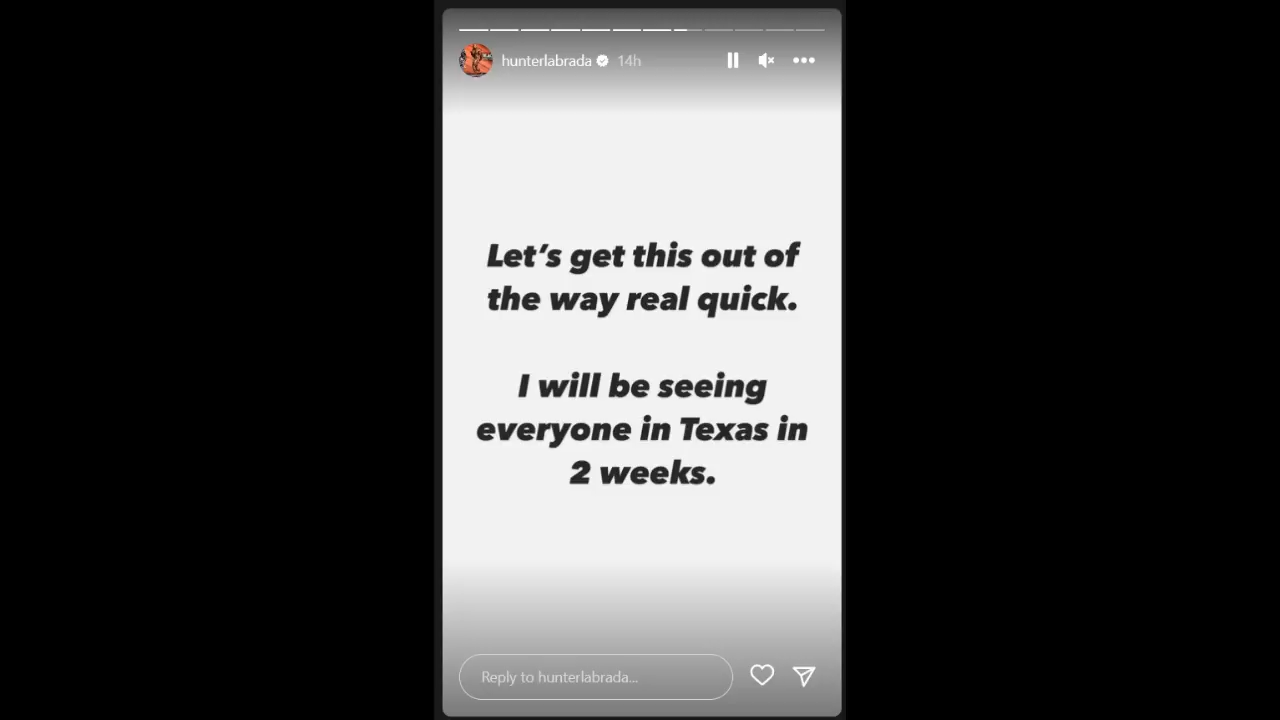 hunterlabrada 14h
Let's get this out of
the way real quick.
I will be seeing
everyone in Texas in
2 weeks.
Reply to hunterlabrada...